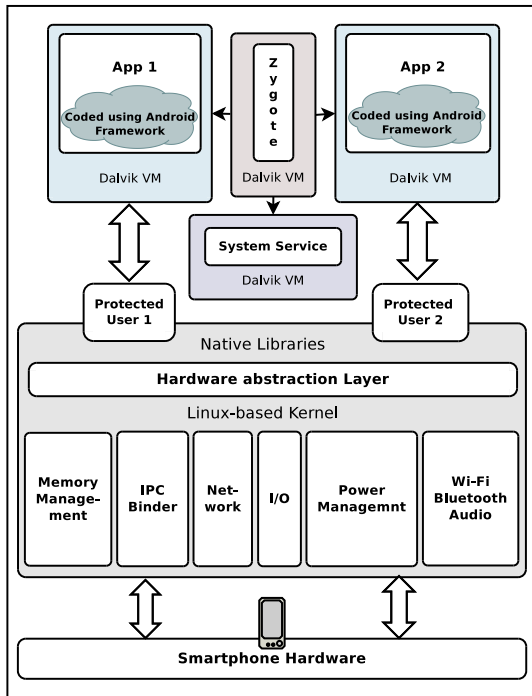 App 1
Coded using Android
Framework
Dalvik VM
Zygote
Dalvik VM
App 2
Coded using Android
Framework
Dalvik VM
System Service
Dalvik VM
Protected
User 1
Protected
User 2
Native Libraries
Hardware abstraction Layer
Linux-based Kernel
Memory
Manage-
ment
IPC
Binder
Net-
work
I/O
Power
Managemnt
Wi-Fi
Bluetooth
Audio
Smartphone Hardware